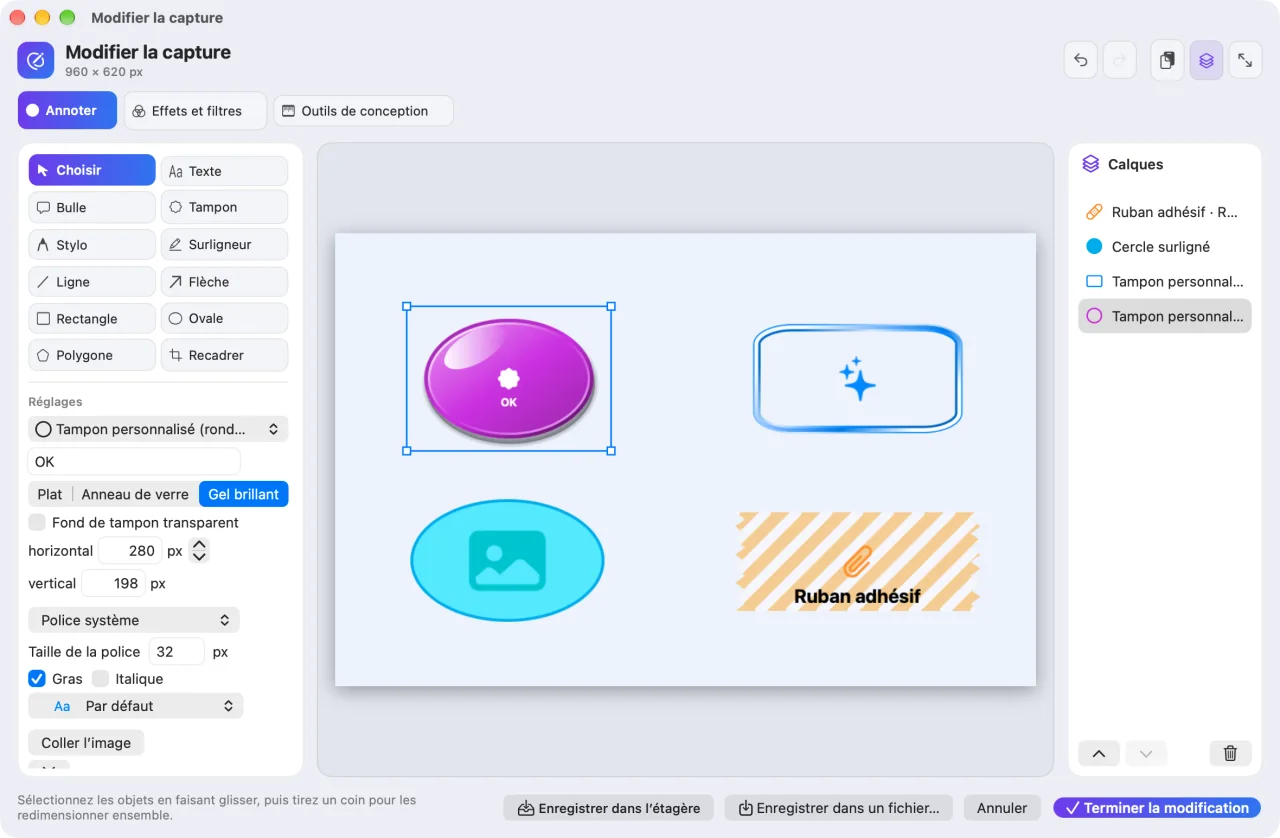 Modifier la capture
Modifier la capture
960 × 620 px
Annoter
Effets et filtres
Outils de conception
Choisir
Aa Texte
Bulle
Tampon
Stylo
Surligneur
Ligne
Flèche
Rectangle
Ovale
Polygone
Recadrer
Réglages
Tampon personnalisé (rond...
OK
Plat
Anneau de verre
Gel brillant
Fond de tampon transparent
horizontal 280 px
vertical 198 px
Police système
Taille de la police 32 px
Gras
Italique
Aa Par défaut
Coller l’image
OK
Ruban adhésif
Calques
Ruban adhésif · R...
Cercle surligné
Tampon personnal...
Tampon personnal...
Sélectionnez les objets en faisant glisser, puis tirez un coin pour les
redimensionner ensemble.
Enregistrer dans l’étagère
Enregistrer dans un fichier...
Annuler
Terminer la modification